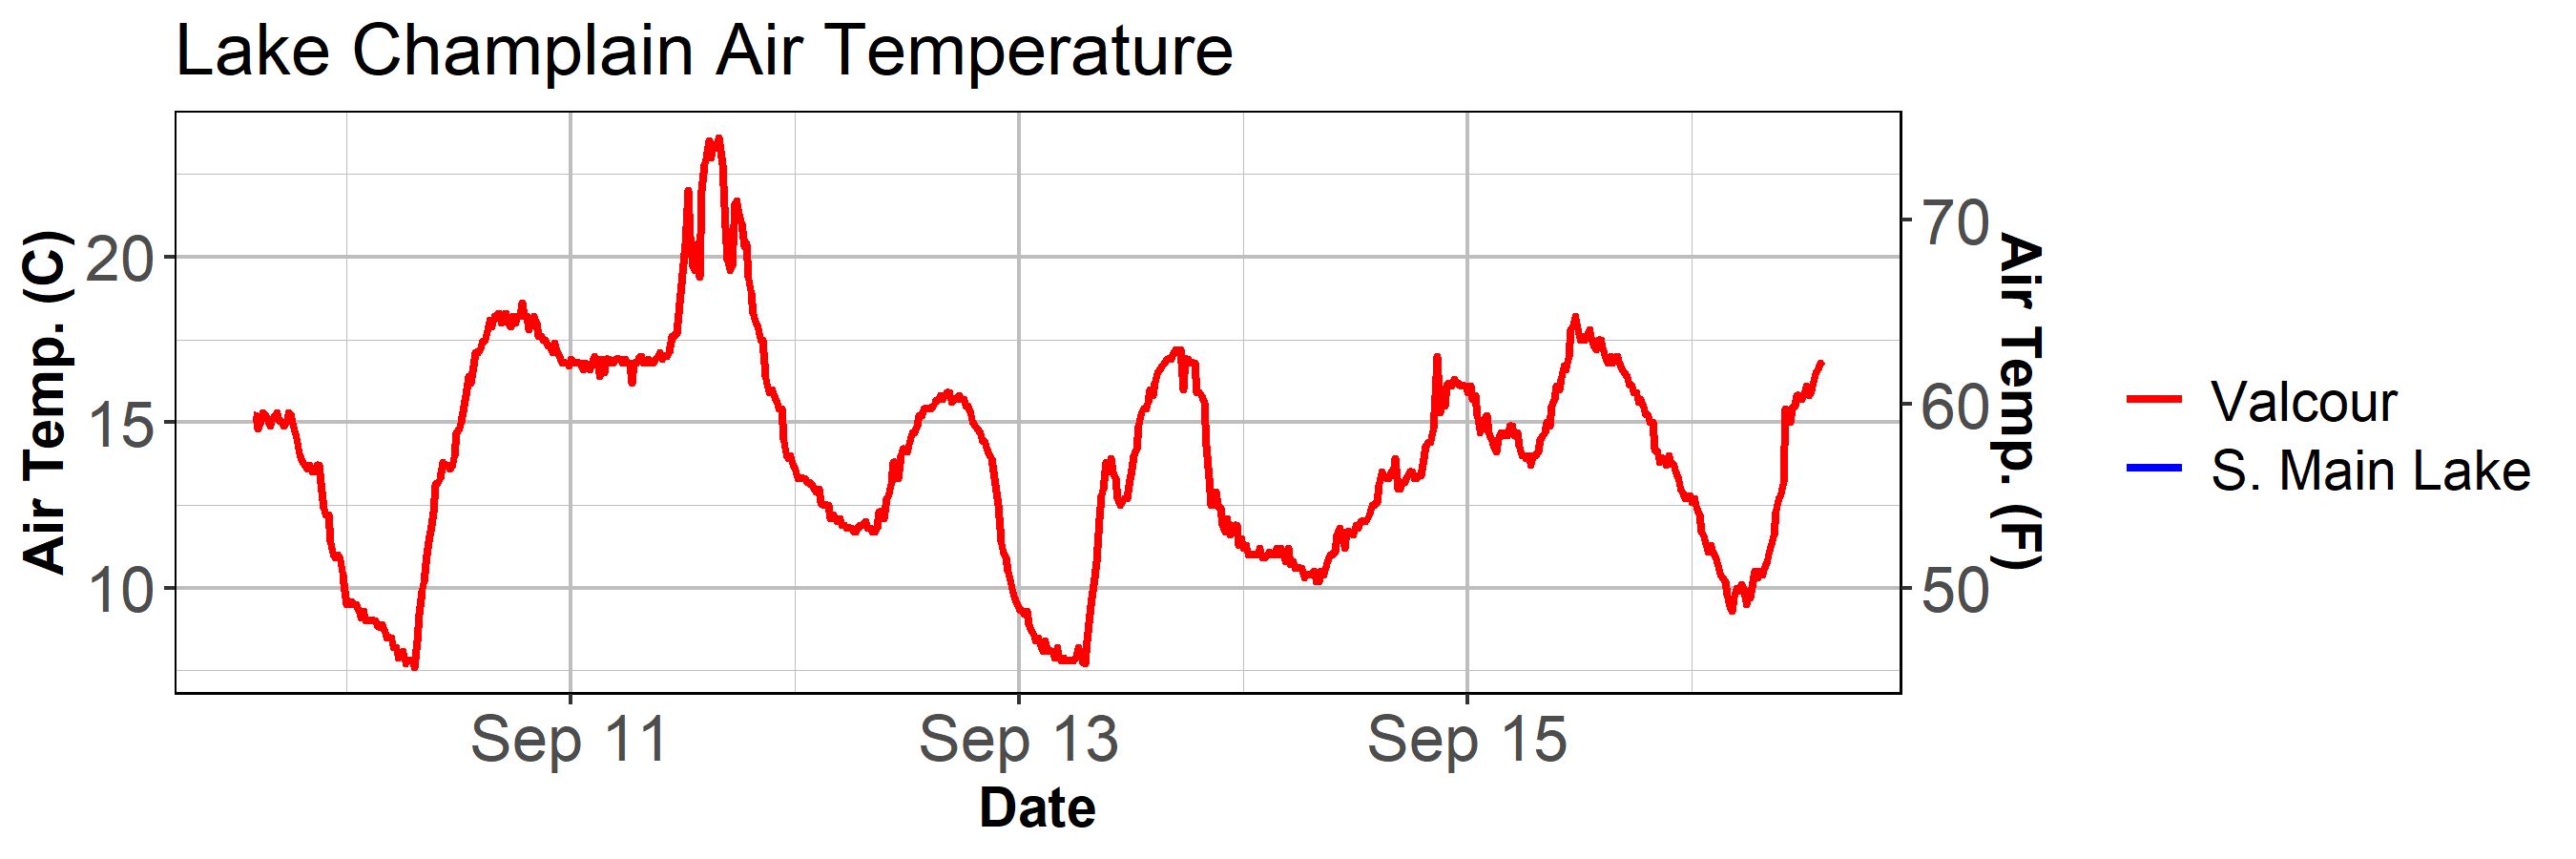 Lake Champlain Air Temperature
Air Temp. (C)
20
15
10
70
60
50
Air Temp. (F)
Sep 11
Sep 13
Sep 15
Date
Valcour
S. Main Lake